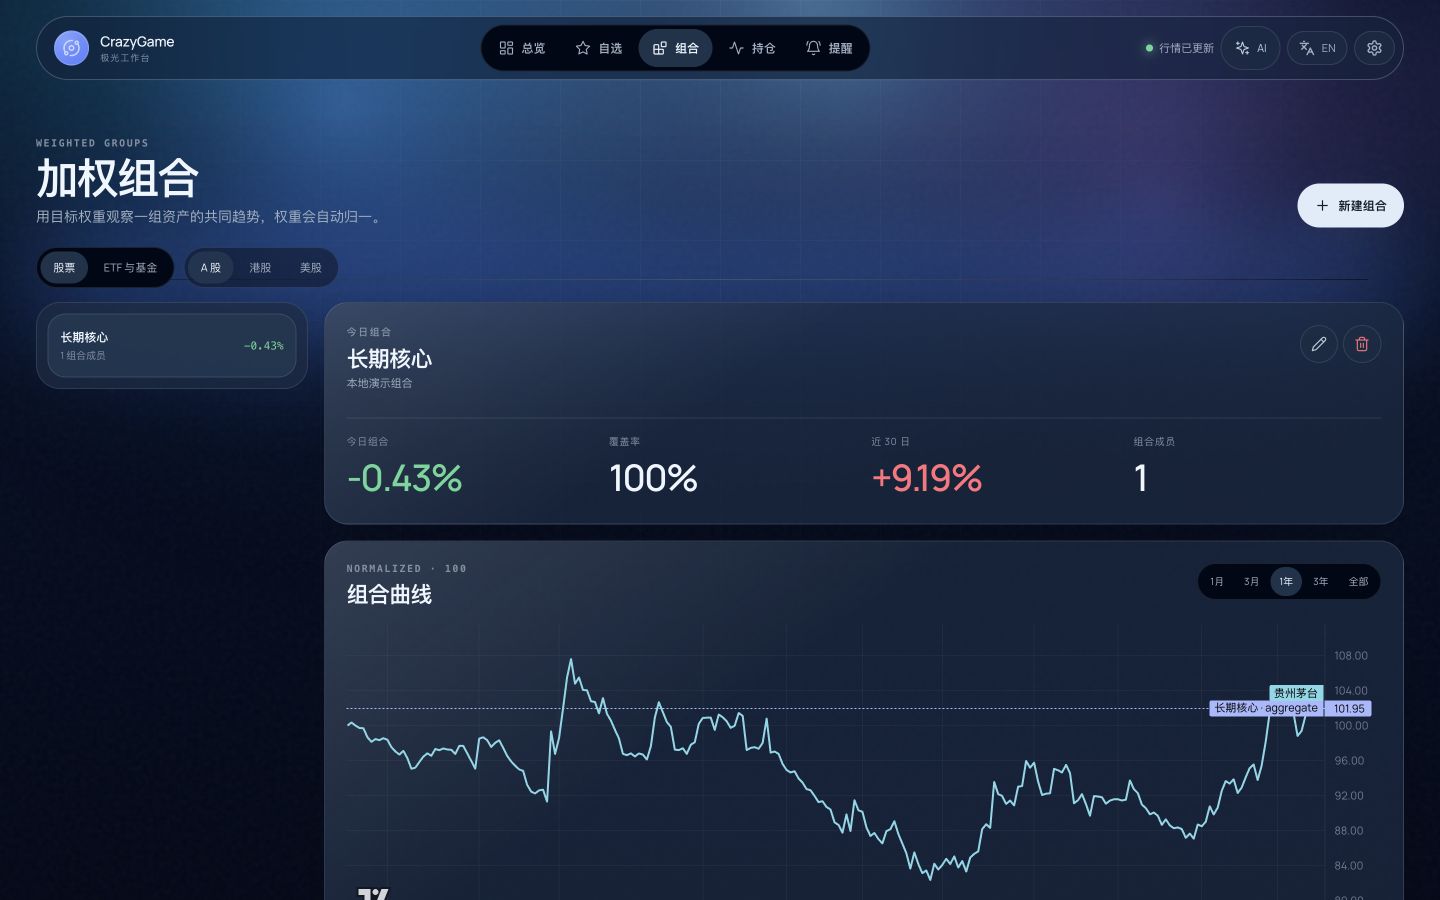 CrazyGame
极光工作台
总览
自选
组合
持仓
提醒
行情已更新
AI
EN
WEIGHTED GROUPS
加权组合
用目标权重观察一组资产的共同趋势，权重会自动归一。
新建组合
股票
ETF 与基金
A 股
港股
美股
长期核心
1 组合成员
-0.43%
今日组合
长期核心
本地演示组合
今日组合
-0.43%
覆盖率
100%
近 30 日
+9.19%
组合成员
1
NORMALIZED · 100
组合曲线
1月
3月
1年
3年
全部
108.00
贵州茅台
104.00
长期核心 · aggregate
101.95
100.00
96.00
92.00
88.00
84.00